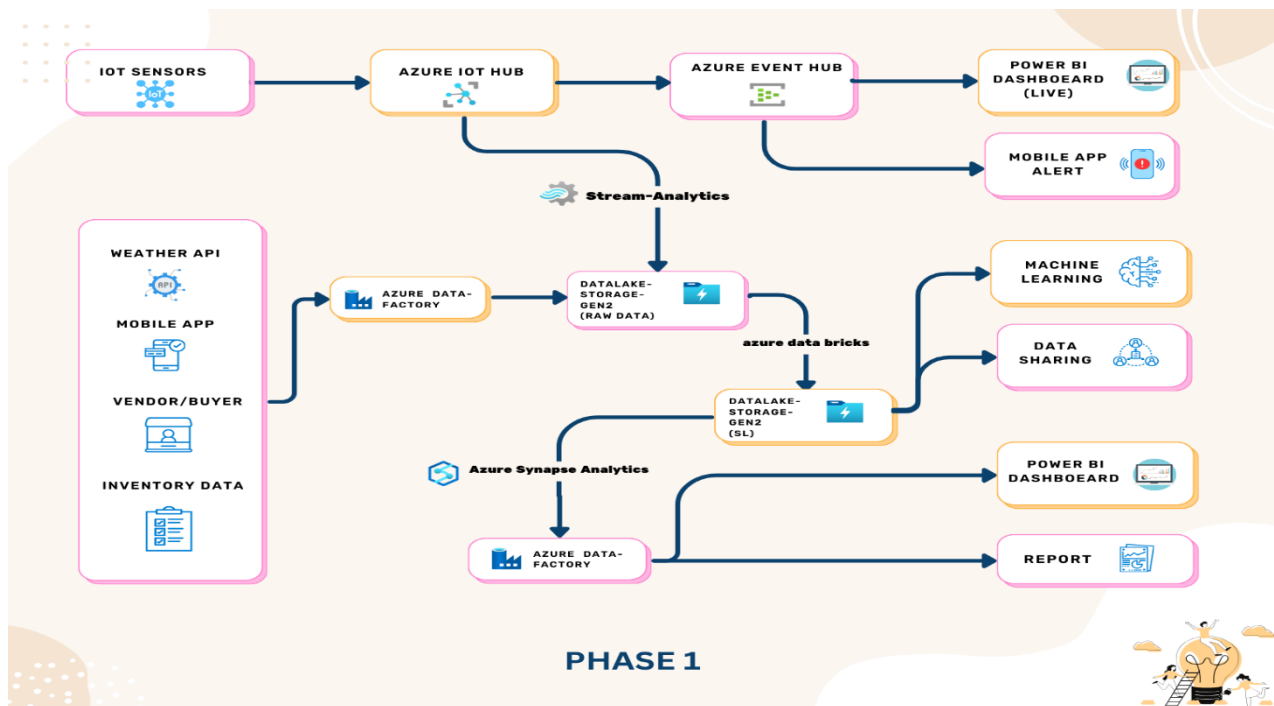 IOT SENSORS
IoT
AZURE IOT HUB
AZURE EVENT HUB
POWER BI
DASHBOEARD
(LIVE)
MOBILE APP
ALERT
Stream-Analytics
WEATHER API
API
MOBILE APP
VENDOR/BUYER
INVENTORY DATA
AZURE DATA-
FACTORY
DATALAKE-
STORAGE-
GEN2
(RAW DATA)
MACHINE
LEARNING
DATA
SHARING
azure data bricks
DATALAKE-
STORAGE-
GEN2
(SL)
Azure Synapse Analytics
POWER BI
DASHBOEARD
AZURE DATA-
FACTORY
REPORT
PHASE 1